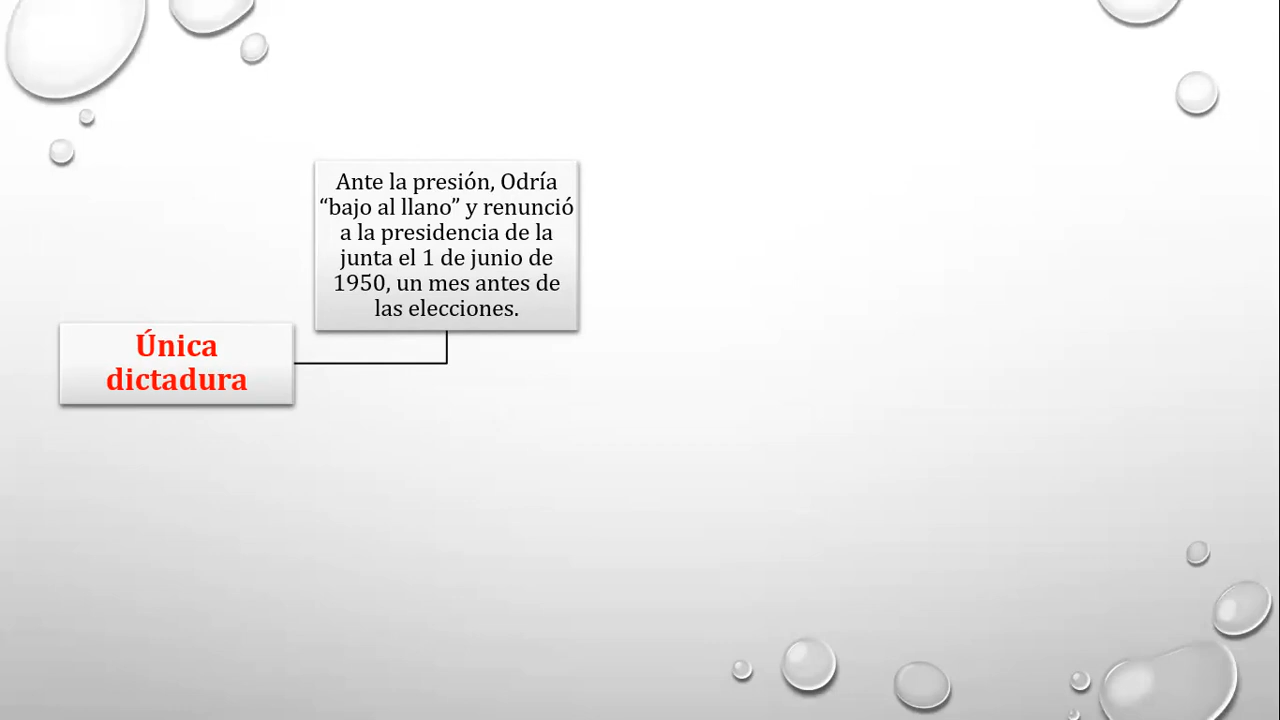 Ante la presión, Odría
“bajo al llano” y renunció
a la presidencia de la
junta el 1 de junio de
1950, un mes antes de
las elecciones.
Única
dictadura